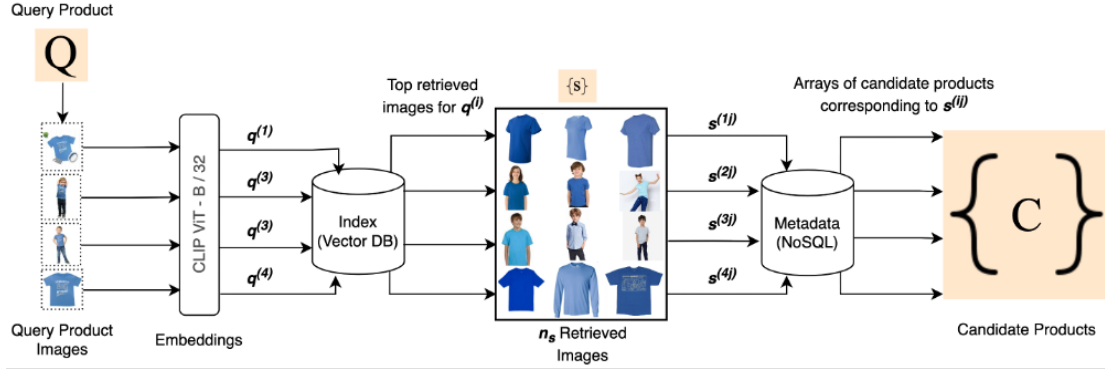 Query Product
Q
CLIP ViT - B / 32
q(1)
q(3)
q(3)
q(4)
Query Product
Images
Embeddings
Index
(Vector DB)
Top retrieved
images for q(i)
{s}
ns Retrieved
Images
s(1j)
s(2j)
s(3j)
s(4j)
Metadata
(NoSQL)
Arrays of candidate products
corresponding to s(ij)
{ C }
Candidate Products